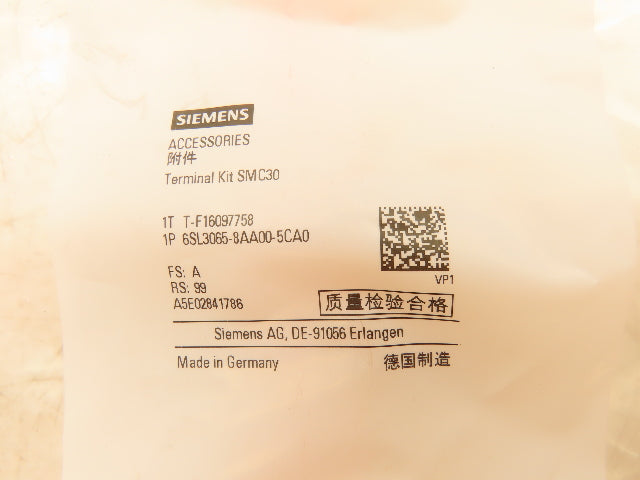 SIEMENS
ACCESSORIES
附件
Terminal Kit SMC30
1T T-F16097758
1P 6SL3065-8AA00-5CA0
VP1
FS: A
RS: 99
A5E02841786
质量检验合格
Siemens AG, DE-91056 Erlangen
Made in Germany 德国制造